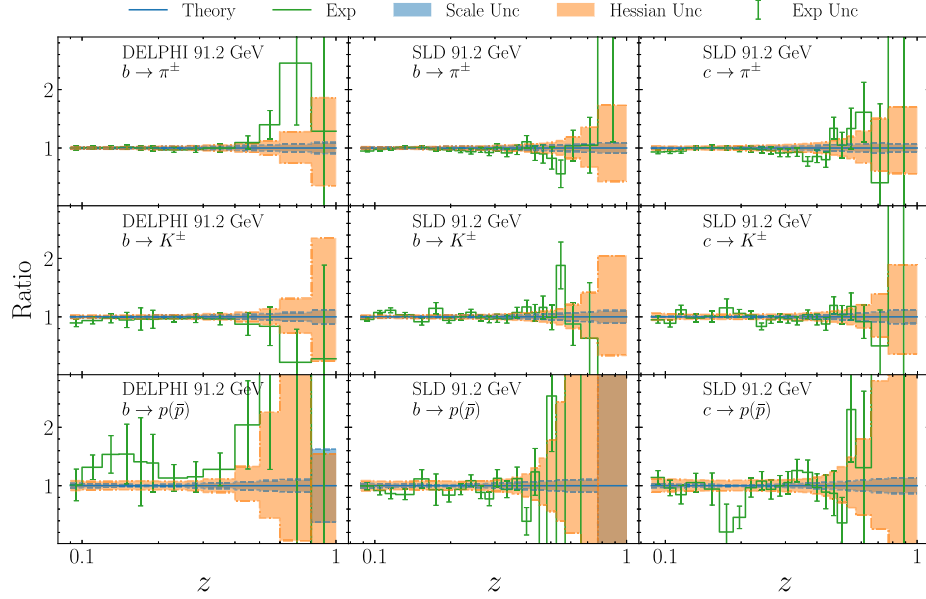 Theory Exp Scale Unc Hessian Unc Exp Unc
DELPHI 91.2 GeV
b → π±
SLD 91.2 GeV
b → π±
SLD 91.2 GeV
c → π±
2
1
DELPHI 91.2 GeV
b → K±
SLD 91.2 GeV
b → K±
SLD 91.2 GeV
c → K±
2
1
Ratio
DELPHI 91.2 GeV
b → p(p̄)
SLD 91.2 GeV
b → p(p̄)
SLD 91.2 GeV
c → p(p̄)
2
1
0.1 1 0.1 1 0.1 1
z z z